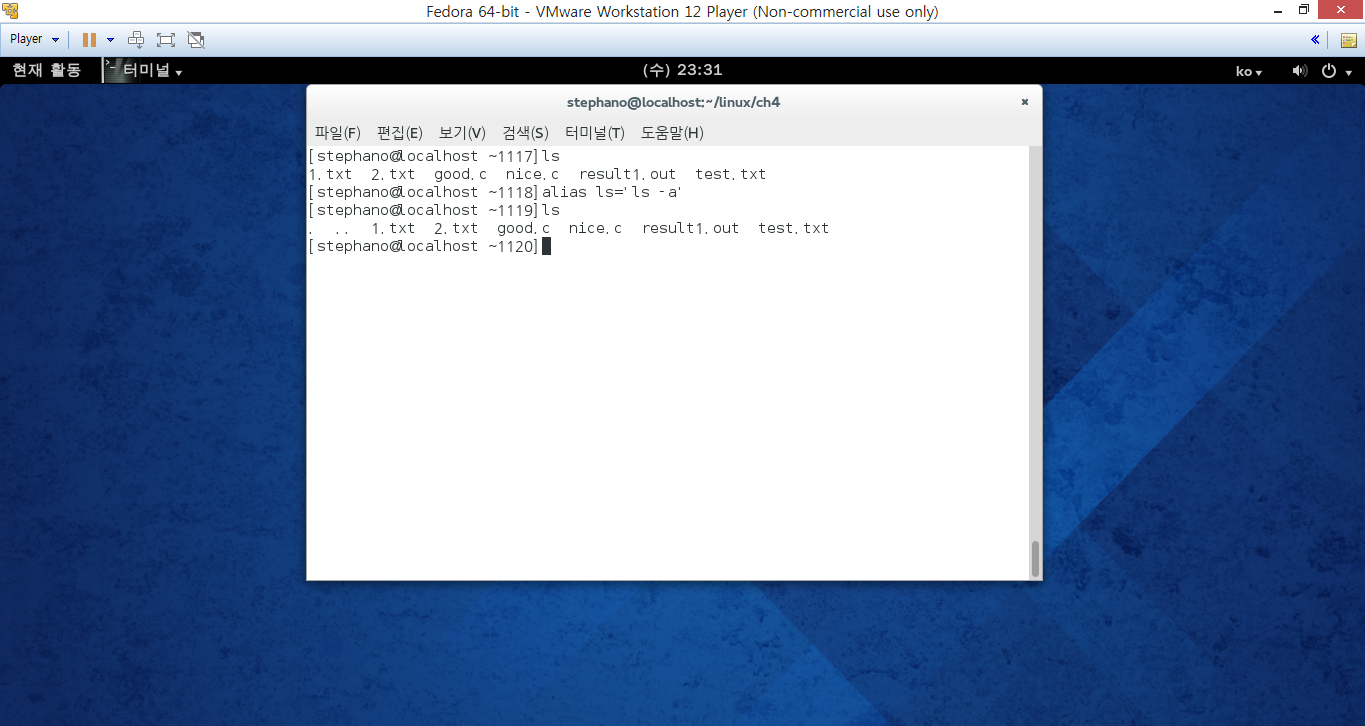 Fedora 64-bit - VMware Workstation 12 Player (Non-commercial use only)
Player
현재 활동 터미널 (수) 23:31 ko
stephano@localhost:~/linux/ch4
파일(F) 편집(E) 보기(V) 검색(S) 터미널(T) 도움말(H)
[stephano@localhost ~1117]ls
1.txt 2.txt good.c nice.c result1.out test.txt
[stephano@localhost ~1118]alias ls='ls -a'
[stephano@localhost ~1119]ls
. .. 1.txt 2.txt good.c nice.c result1.out test.txt
[stephano@localhost ~1120]